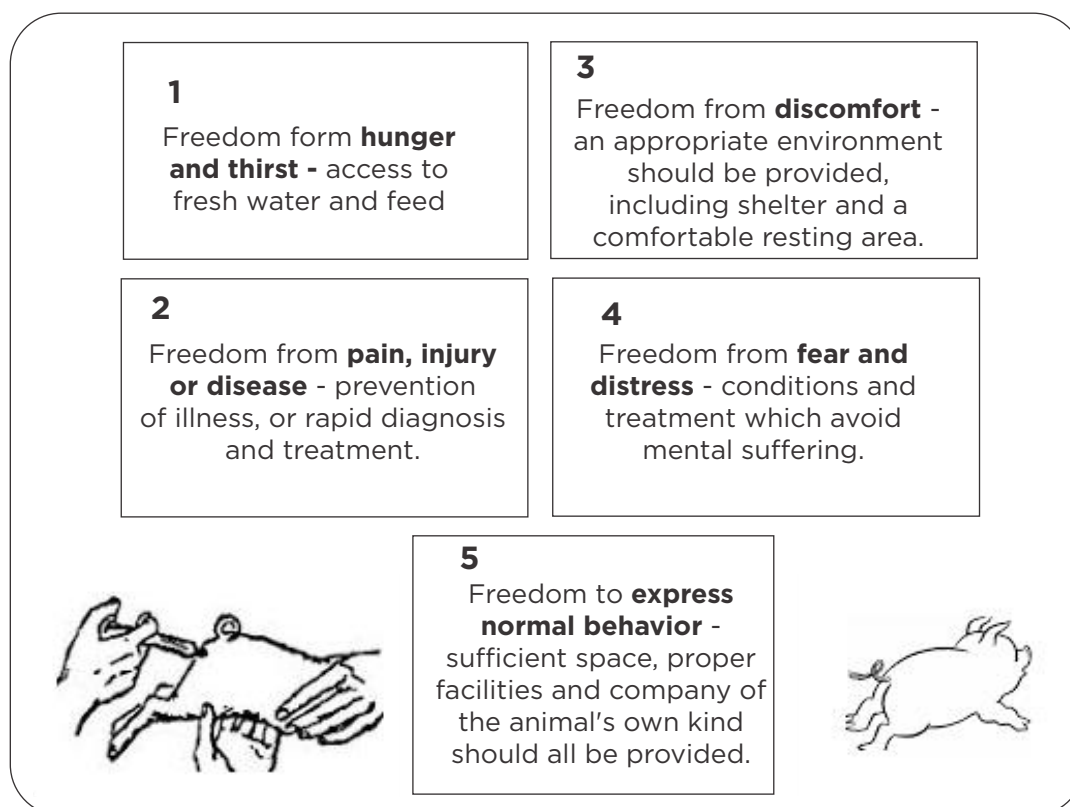 1
Freedom form hunger
and thirst - access to
fresh water and feed
2
Freedom from pain, injury
or disease - prevention
of illness, or rapid diagnosis
and treatment.
3
Freedom from discomfort -
an appropriate environment
should be provided,
including shelter and a
comfortable resting area.
4
Freedom from fear and
distress - conditions and
treatment which avoid
mental suffering.
5
Freedom to express
normal behavior -
sufficient space, proper
facilities and company of
the animal's own kind
should all be provided.